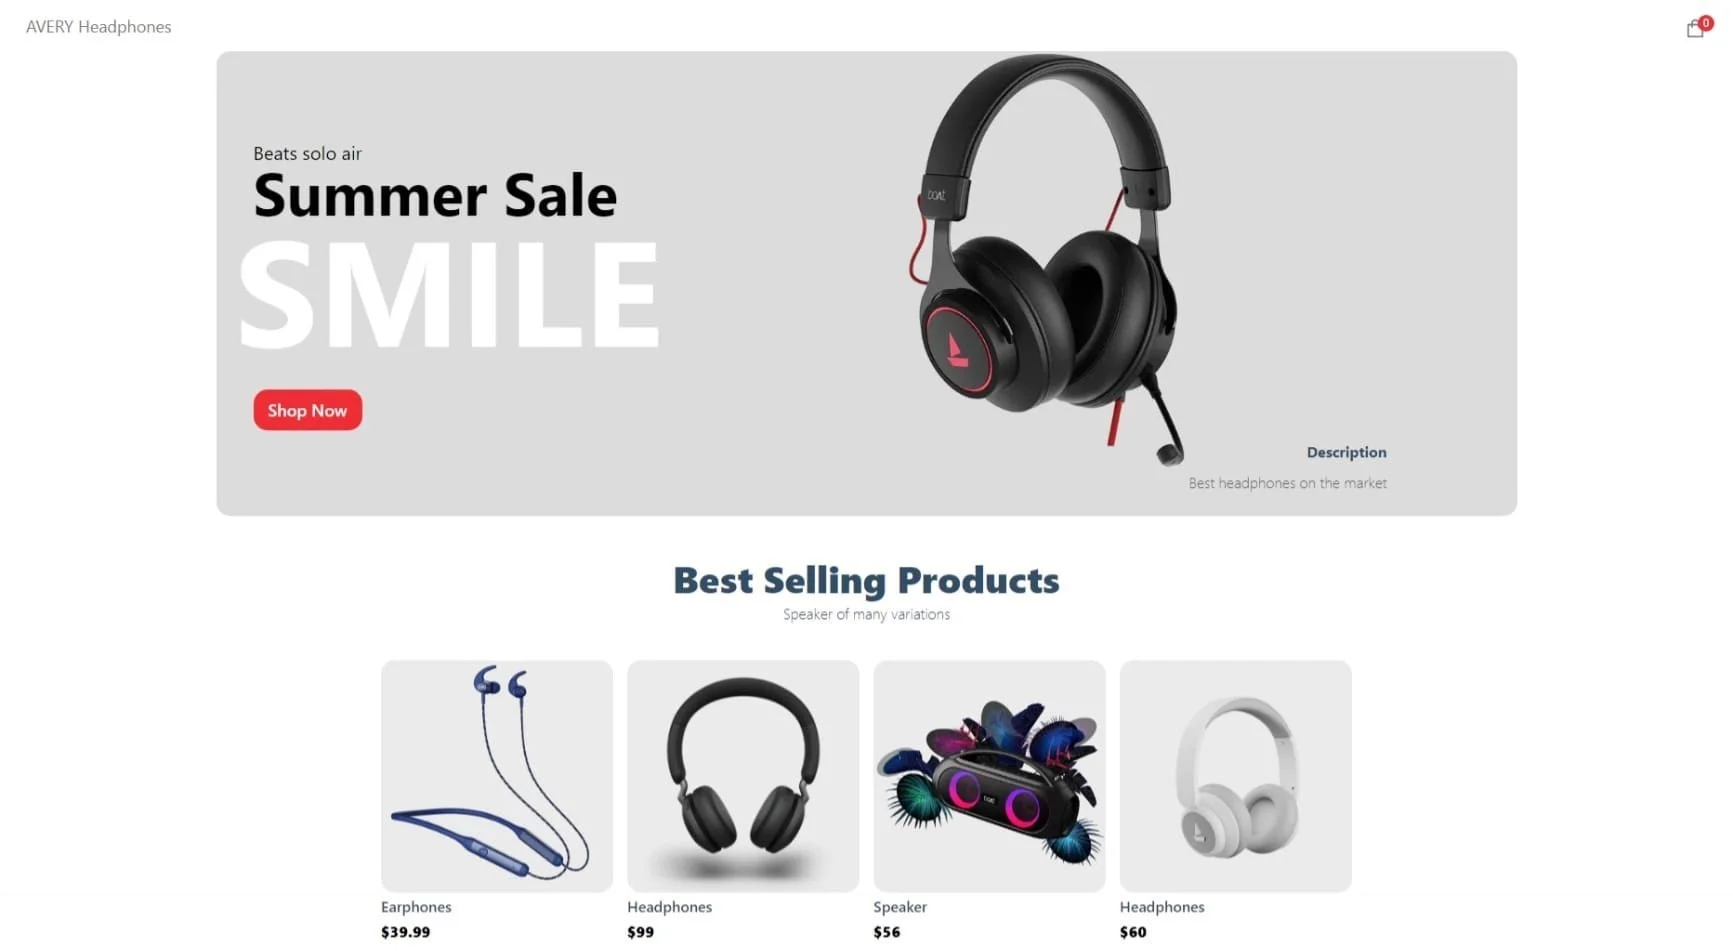 AVERY Headphones
0
Beats solo air
Summer Sale
SMILE
Shop Now
boAt
Description
Best headphones on the market
Best Selling Products
Speaker of many variations
boAt
Earphones
$39.99
Headphones
$99
Speaker
$56
Headphones
$60